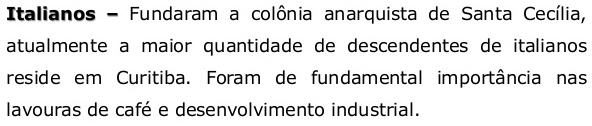 Italianos – Fundaram a colônia anarquista de Santa Cecília,
atualmente a maior quantidade de descendentes de italianos
reside em Curitiba. Foram de fundamental importância nas
lavouras de café e desenvolvimento industrial.